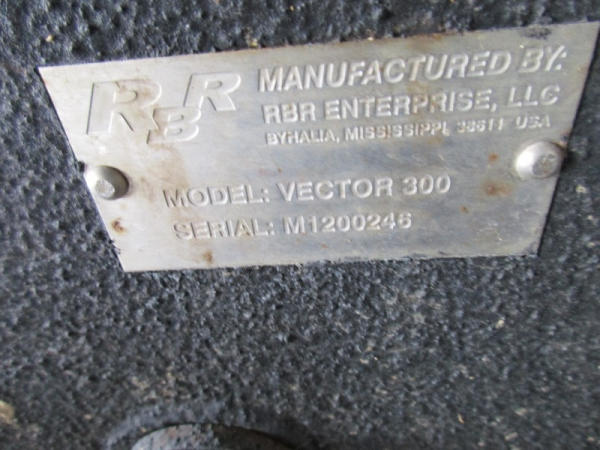 RBR
MANUFACTURED BY:
RBR ENTERPRISE, LLC
BYHALIA, MISSISSIPPI, 38611 USA
MODEL: VECTOR 300
SERIAL: M1200246